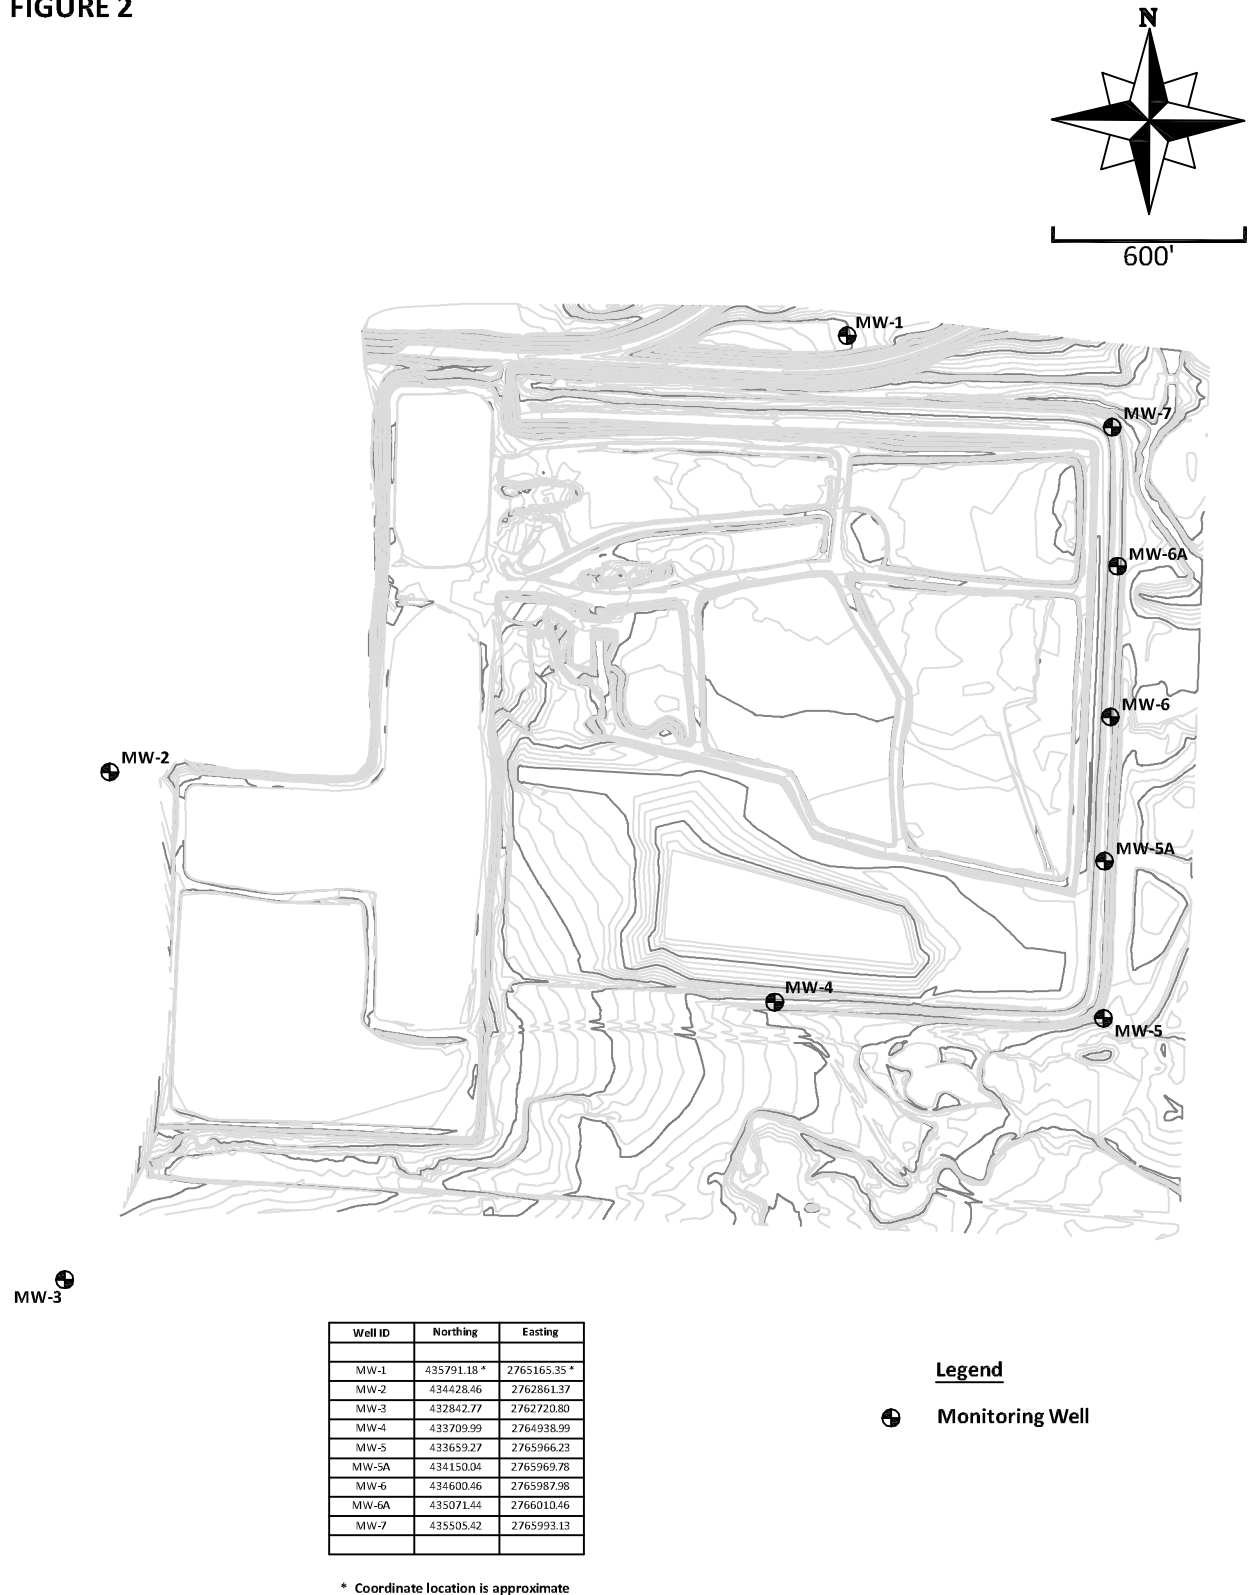 FIGURE 2
N
600'
MW-1
MW-7
MW-6A
MW-6
MW-2
MW-5A
MW-4
MW-5
MW-3
Well ID Northing Easting
MW-1 435791.18 * 2765165.35 *
MW-2 434428.46 2762861.37
MW-3 432842.77 2762720.80
MW-4 433709.99 2764938.99
MW-5 433659.27 2765966.23
MW-5A 434150.04 2765969.78
MW-6 434600.46 2765987.98
MW-6A 435071.44 2766010.46
MW-7 435505.42 2765993.13
* Coordinate location is approximate
Legend
Monitoring Well